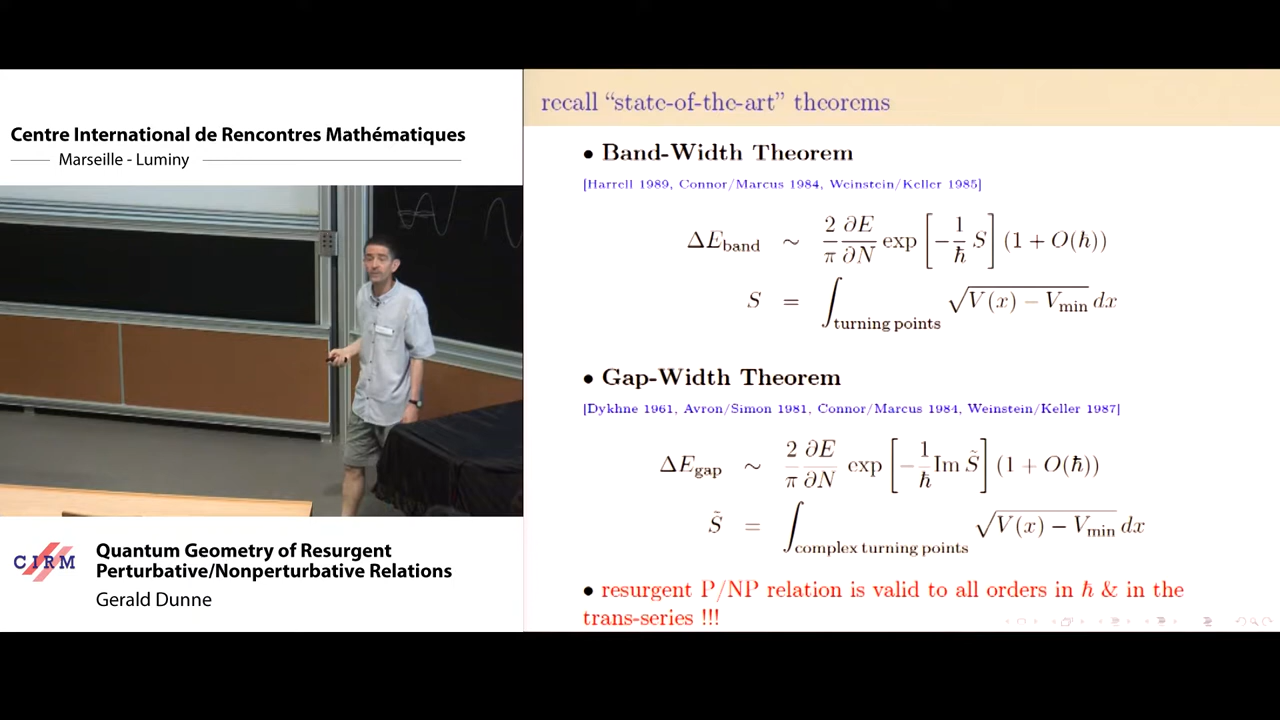 Centre International de Rencontres Mathématiques
Marseille - Luminy
CIRM
Quantum Geometry of Resurgent
Perturbative/Nonperturbative Relations
Gerald Dunne
recall “state-of-the-art” theorems
• Band-Width Theorem
[Harrell 1989, Connor/Marcus 1984, Weinstein/Keller 1985]
ΔE_band ∼ 2/π ∂E/∂N exp[−1/ħ S] (1 + O(ħ))
S = ∫_turning points √(V(x) − V_min) dx
• Gap-Width Theorem
[Dykhne 1961, Avron/Simon 1981, Connor/Marcus 1984, Weinstein/Keller 1987]
ΔE_gap ∼ 2/π ∂E/∂N exp[−1/ħ Im S̃] (1 + O(ħ))
S̃ = ∫_complex turning points √(V(x) − V_min) dx
• resurgent P/NP relation is valid to all orders in ħ & in the
trans-series !!!